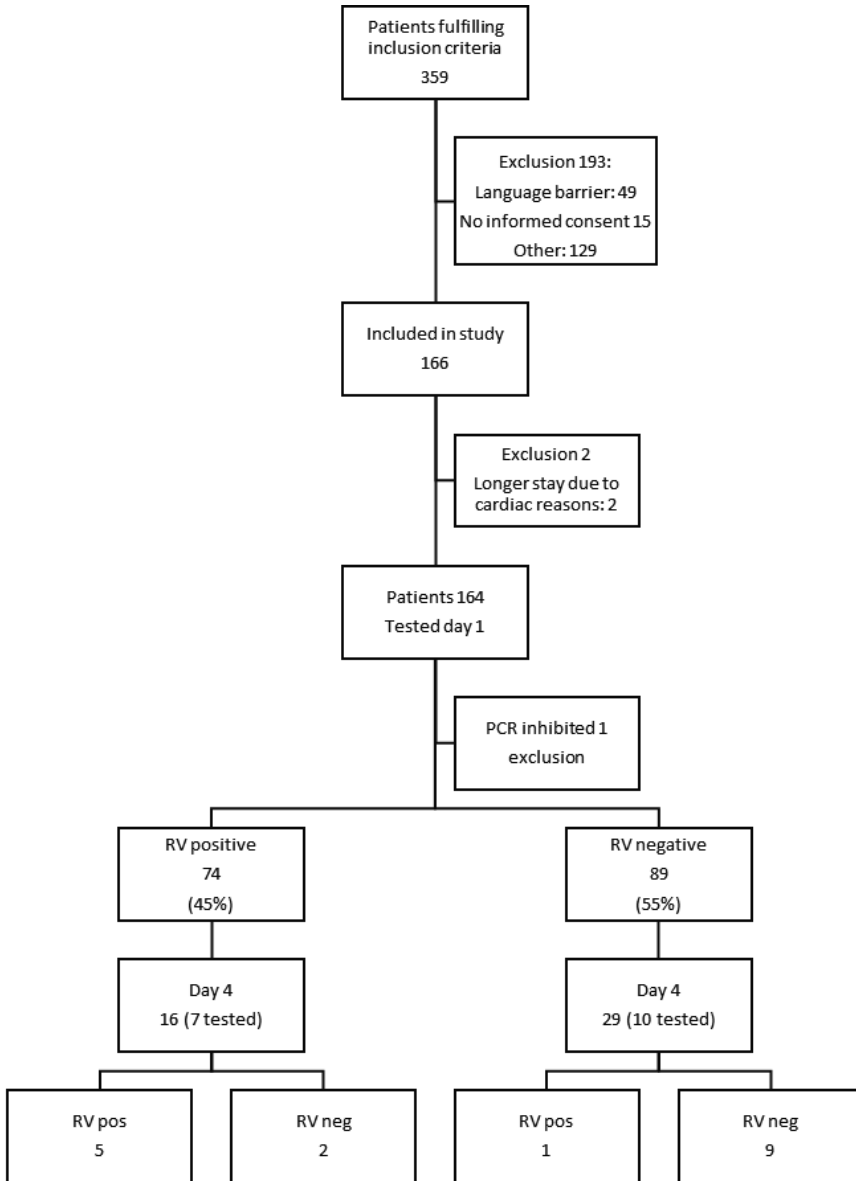 Patients fulfilling
inclusion criteria
359
Exclusion 193:
Language barrier: 49
No informed consent 15
Other: 129
Included in study
166
Exclusion 2
Longer stay due to
cardiac reasons: 2
Patients 164
Tested day 1
PCR inhibited 1
exclusion
RV positive
74
(45%)
RV negative
89
(55%)
Day 4
16 (7 tested)
Day 4
29 (10 tested)
RV pos
5
RV neg
2
RV pos
1
RV neg
9